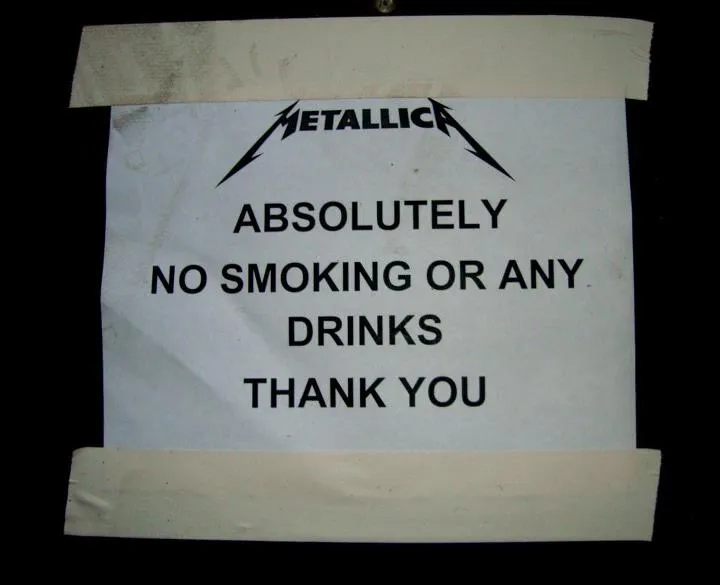 METALLICA
ABSOLUTELY
NO SMOKING OR ANY
DRINKS
THANK YOU